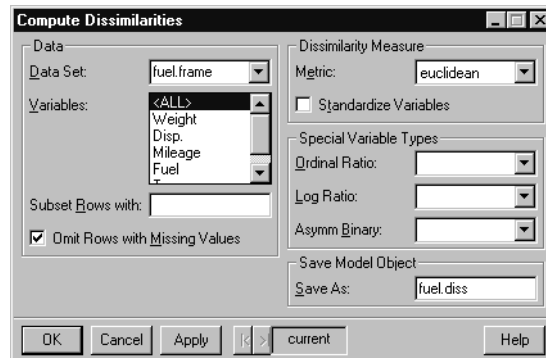 Compute Dissimilarities
Data
Data Set: fuel.frame
Variables: <ALL>
Weight
Disp.
Mileage
Fuel
Subset Rows with:
Omit Rows with Missing Values
Dissimilarity Measure
Metric: euclidean
Standardize Variables
Special Variable Types
Ordinal Ratio:
Log Ratio:
Asymm Binary:
Save Model Object
Save As: fuel.diss
OK Cancel Apply current Help